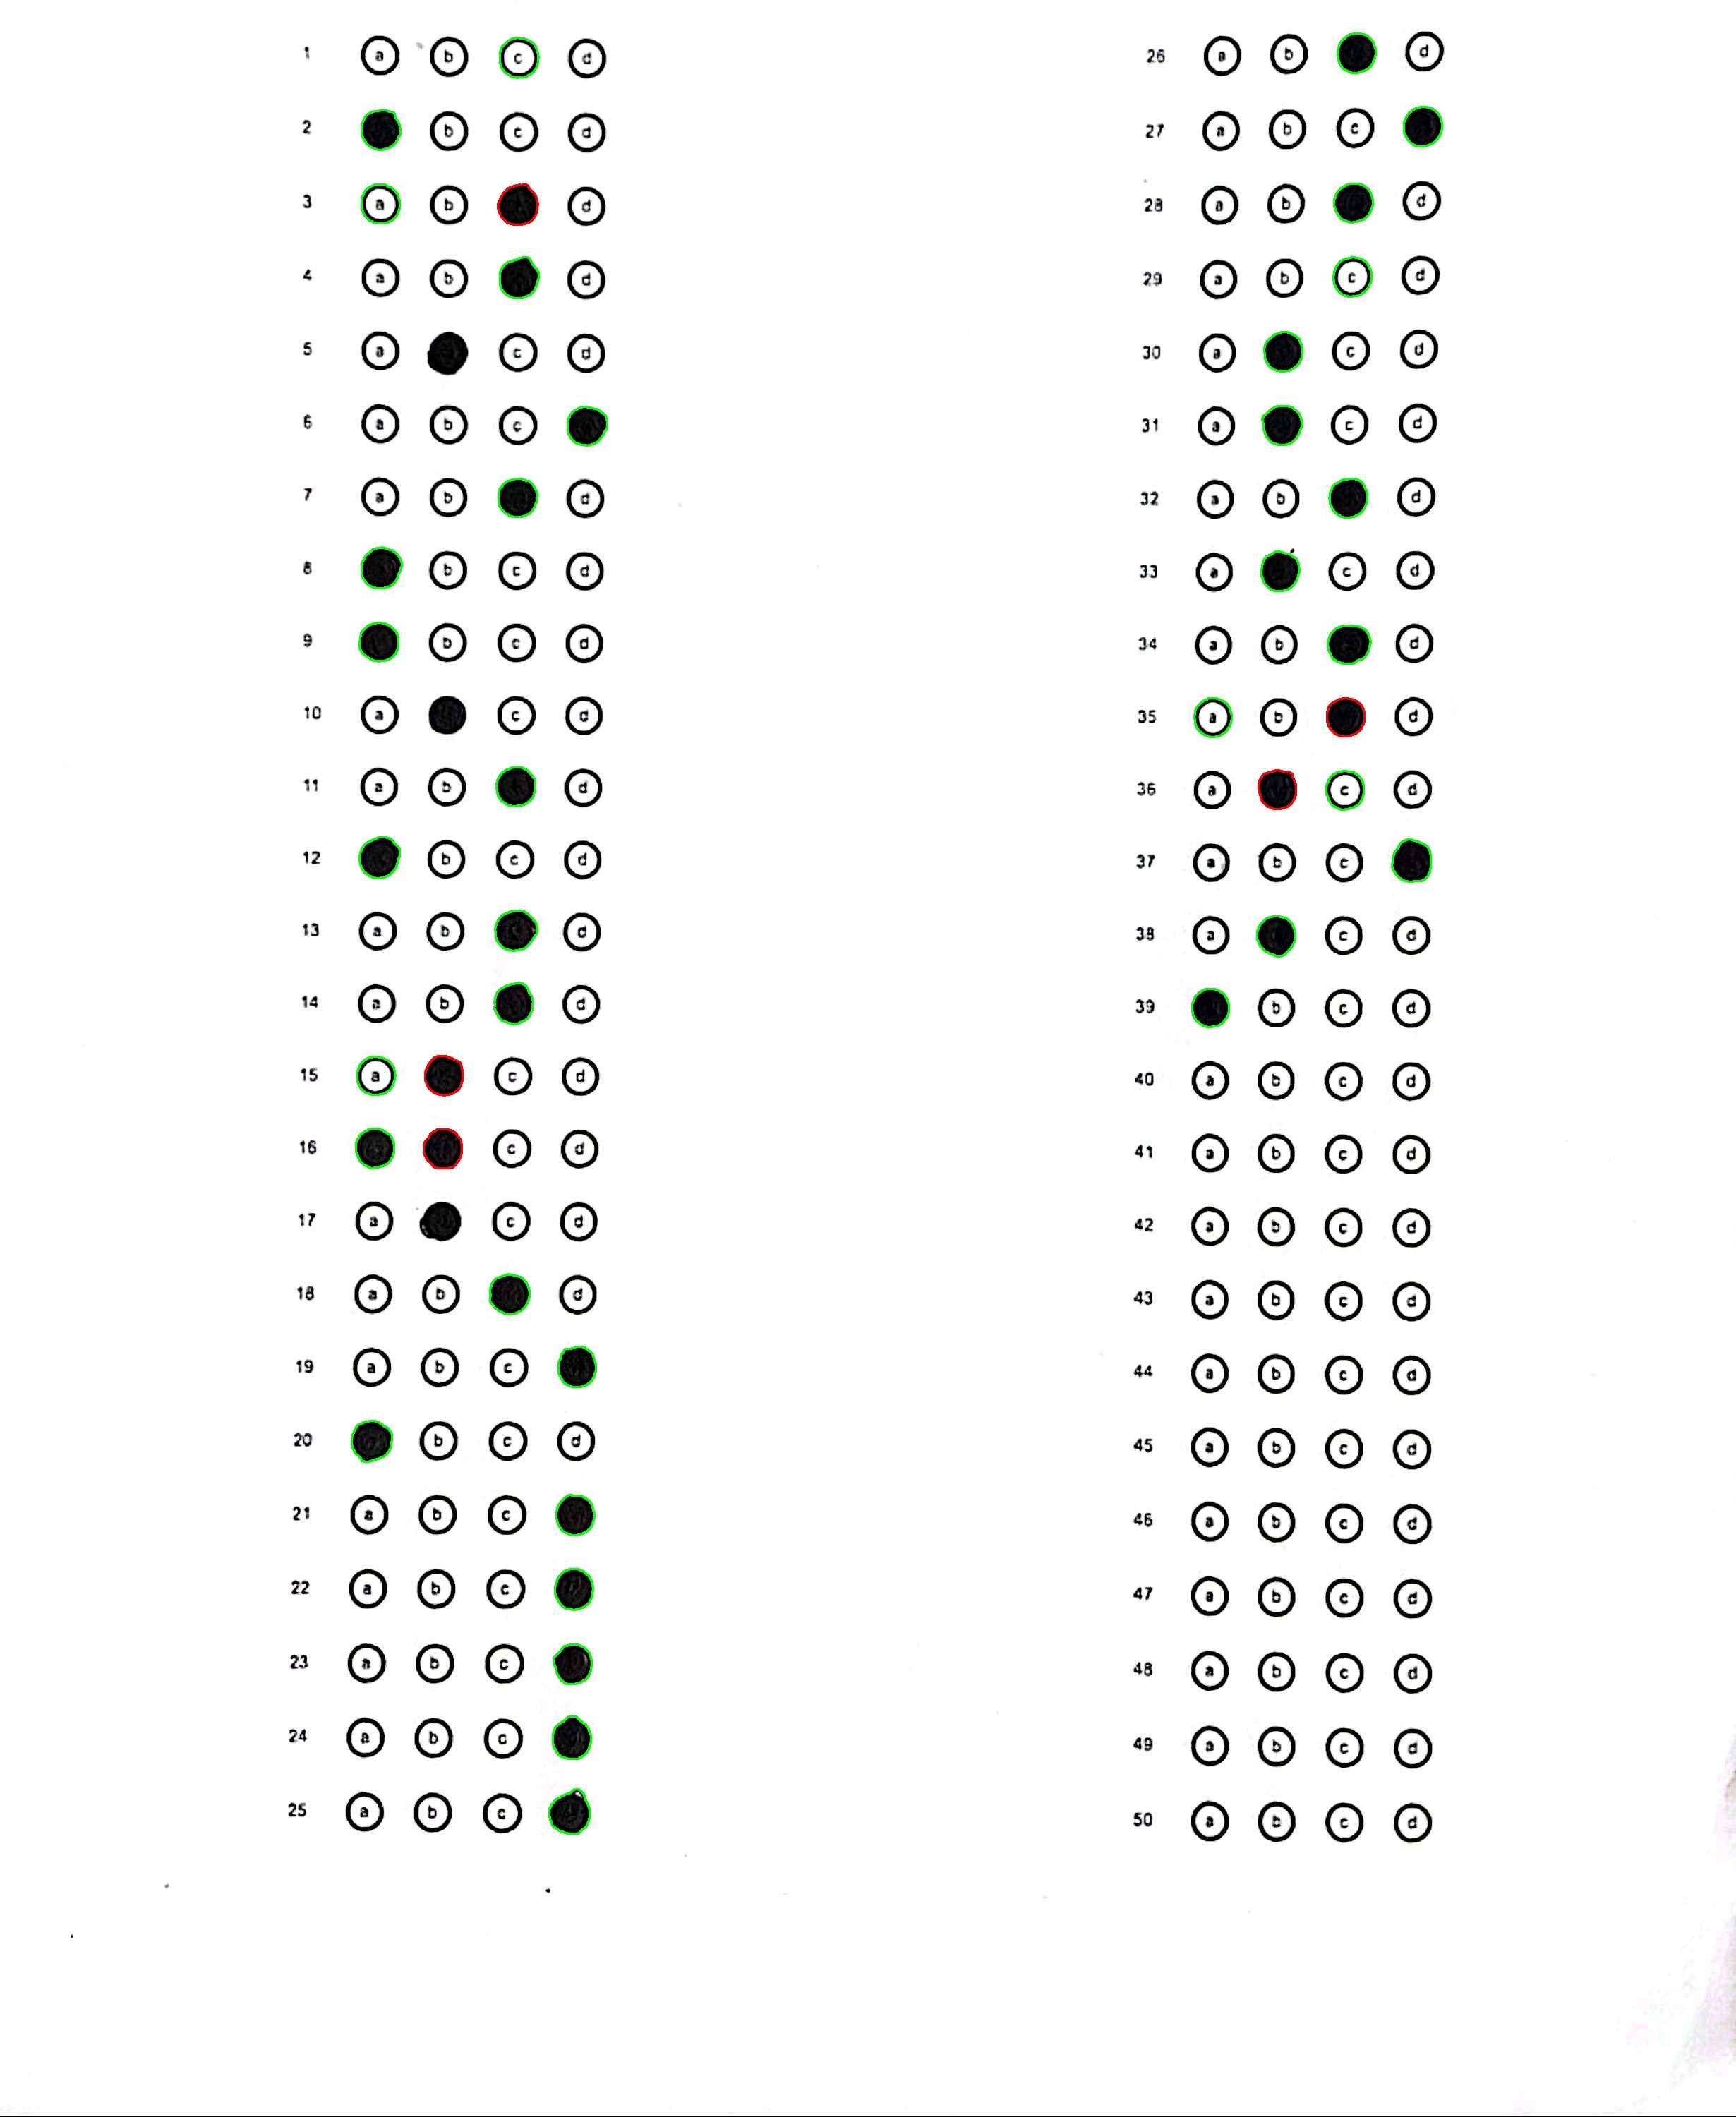 1 a b c d
2 b c d
3 a b d
4 a b d
5 a c d
6 a b c
7 a b d
8 b c d
9 b c d
10 a c d
11 a b d
12 b c d
13 a b d
14 a b d
15 a c d
16 c d
17 a c d
18 a b d
19 a b c
20 b c d
21 a b c
22 a b c
23 a b c
24 a b c
25 a b c
26 a b d
27 a b c
28 a b d
29 a b c d
30 a c d
31 a c d
32 a b d
33 a c d
34 a b d
35 a b d
36 a c d
37 a b c
38 a c d
39 b c d
40 a b c d
41 a b c d
42 a b c d
43 a b c d
44 a b c d
45 a b c d
46 a b c d
47 a b c d
48 a b c d
49 a b c d
50 a b c d